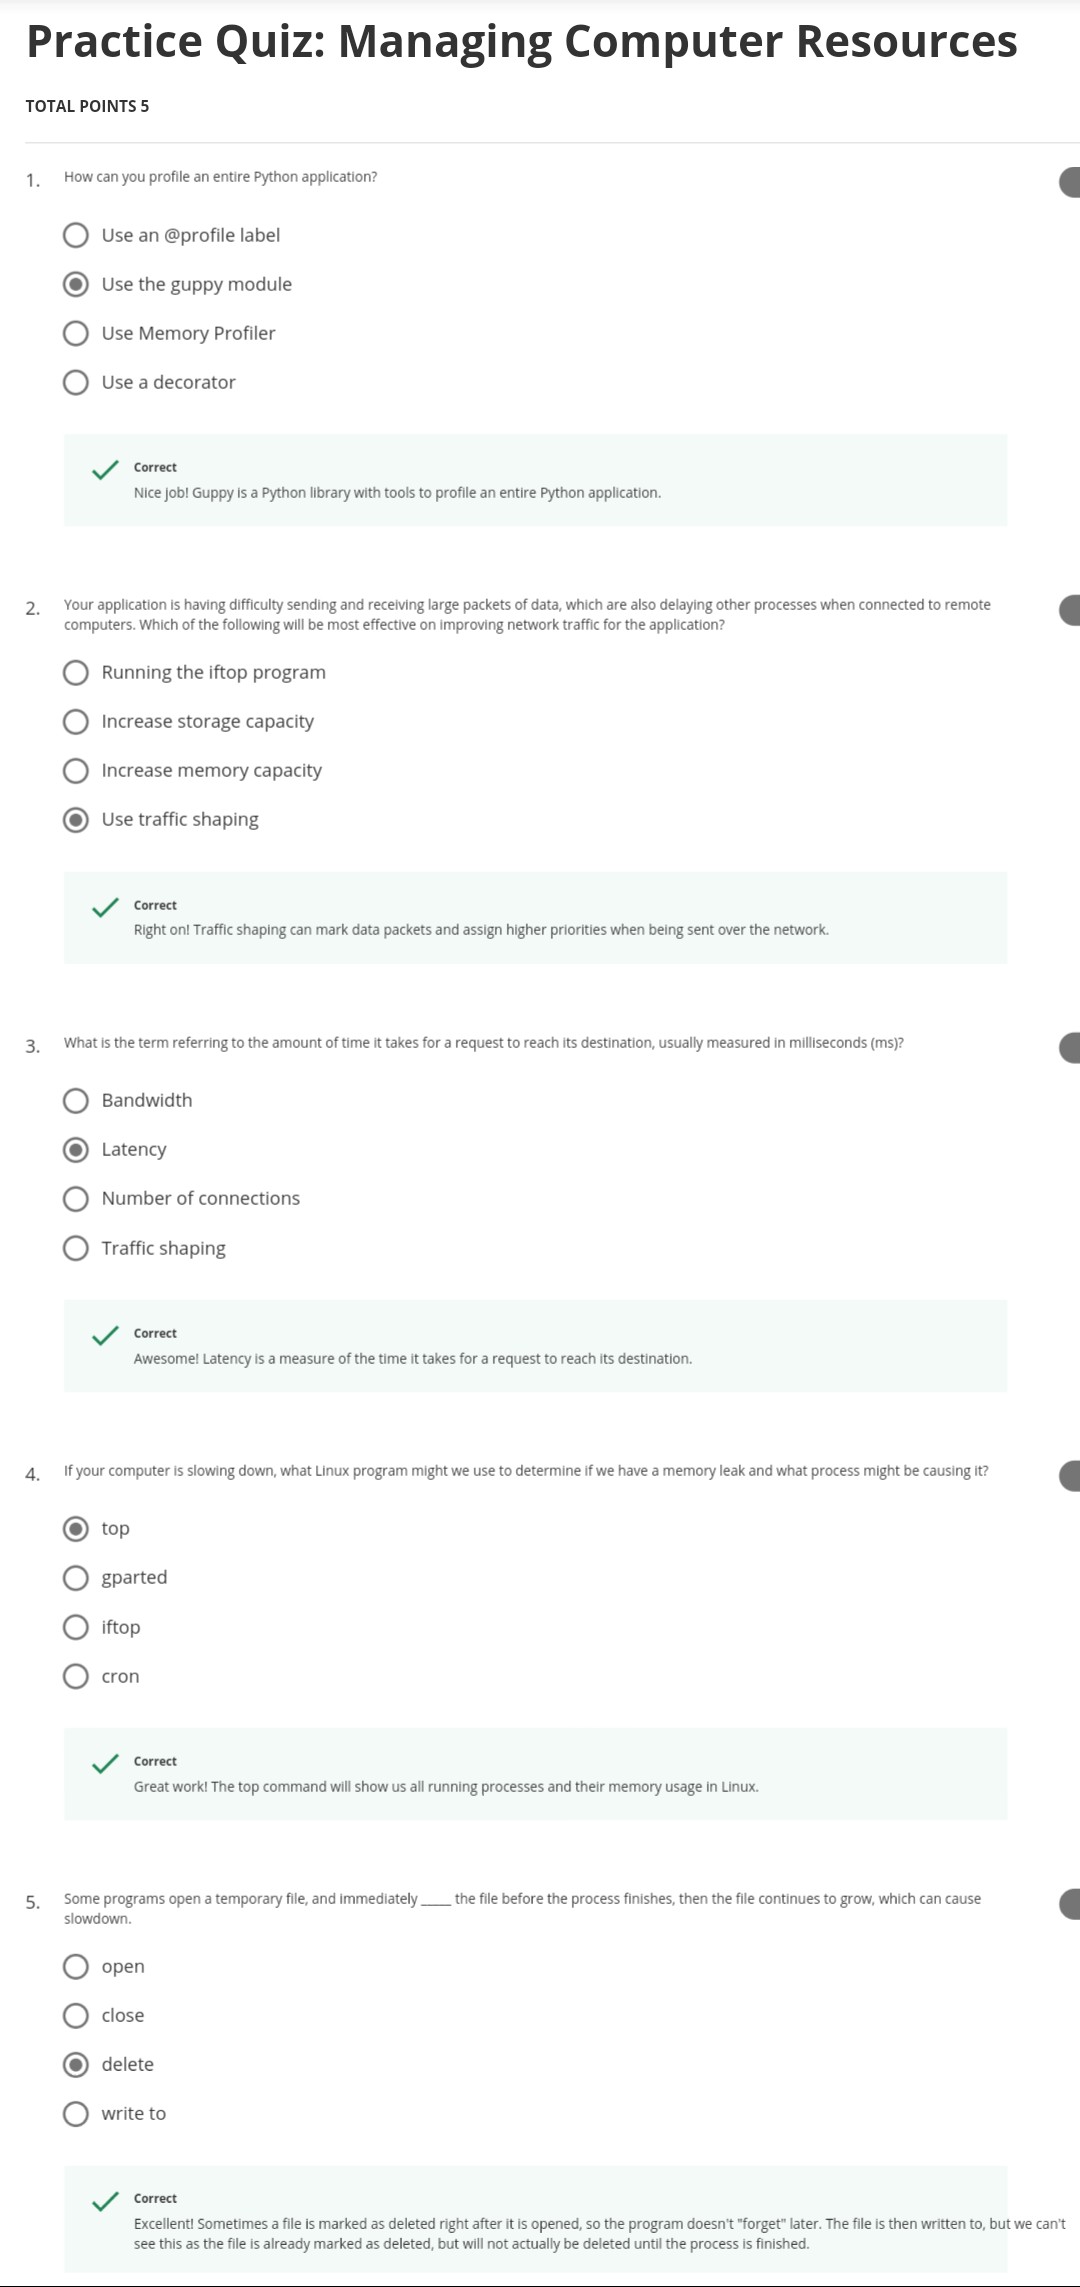 Practice Quiz: Managing Computer Resources
TOTAL POINTS 5
1. How can you profile an entire Python application?
Use an @profile label
Use the guppy module
Use Memory Profiler
Use a decorator
Correct
Nice job! Guppy is a Python library with tools to profile an entire Python application.
2. Your application is having difficulty sending and receiving large packets of data, which are also delaying other processes when connected to remote
computers. Which of the following will be most effective on improving network traffic for the application?
Running the iftop program
Increase storage capacity
Increase memory capacity
Use traffic shaping
Correct
Right on! Traffic shaping can mark data packets and assign higher priorities when being sent over the network.
3. What is the term referring to the amount of time it takes for a request to reach its destination, usually measured in milliseconds (ms)?
Bandwidth
Latency
Number of connections
Traffic shaping
Correct
Awesome! Latency is a measure of the time it takes for a request to reach its destination.
4. If your computer is slowing down, what Linux program might we use to determine if we have a memory leak and what process might be causing it?
top
gparted
iftop
cron
Correct
Great work! The top command will show us all running processes and their memory usage in Linux.
5. Some programs open a temporary file, and immediately ____ the file before the process finishes, then the file continues to grow, which can cause
slowdown.
open
close
delete
write to
Correct
Excellent! Sometimes a file is marked as deleted right after it is opened, so the program doesn't "forget" later. The file is then written to, but we can't
see this as the file is already marked as deleted, but will not actually be deleted until the process is finished.